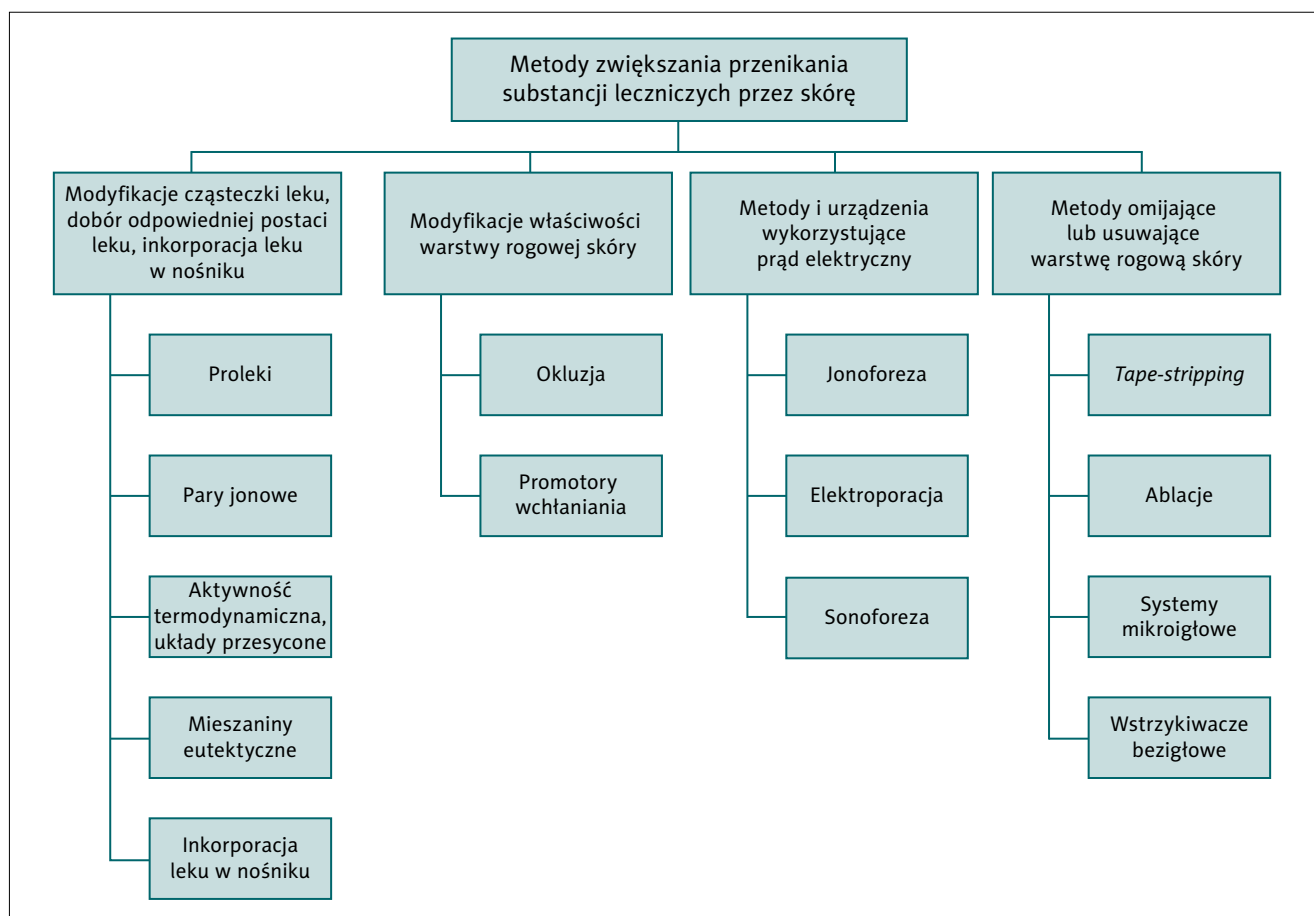 Metody zwiększania przenikania
substancji leczniczych przez skórę
Modyfikacje cząsteczki leku,
dobór odpowiedniej postaci
leku, inkorporacja leku
w nośniku
Proleki
Pary jonowe
Aktywność
termodynamiczna,
układy przesycone
Mieszaniny
eutektyczne
Inkorporacja
leku w nośniku
Modyfikacje właściwości
warstwy rogowej skóry
Okluzja
Promotory
wchłaniania
Metody i urządzenia
wykorzystujące
prąd elektryczny
Jonoforeza
Elektroporacja
Sonoforeza
Metody omijające
lub usuwające
warstwę rogową skóry
Tape-stripping
Ablacje
Systemy
mikroigłowe
Wstrzykiwacze
bezigłowe